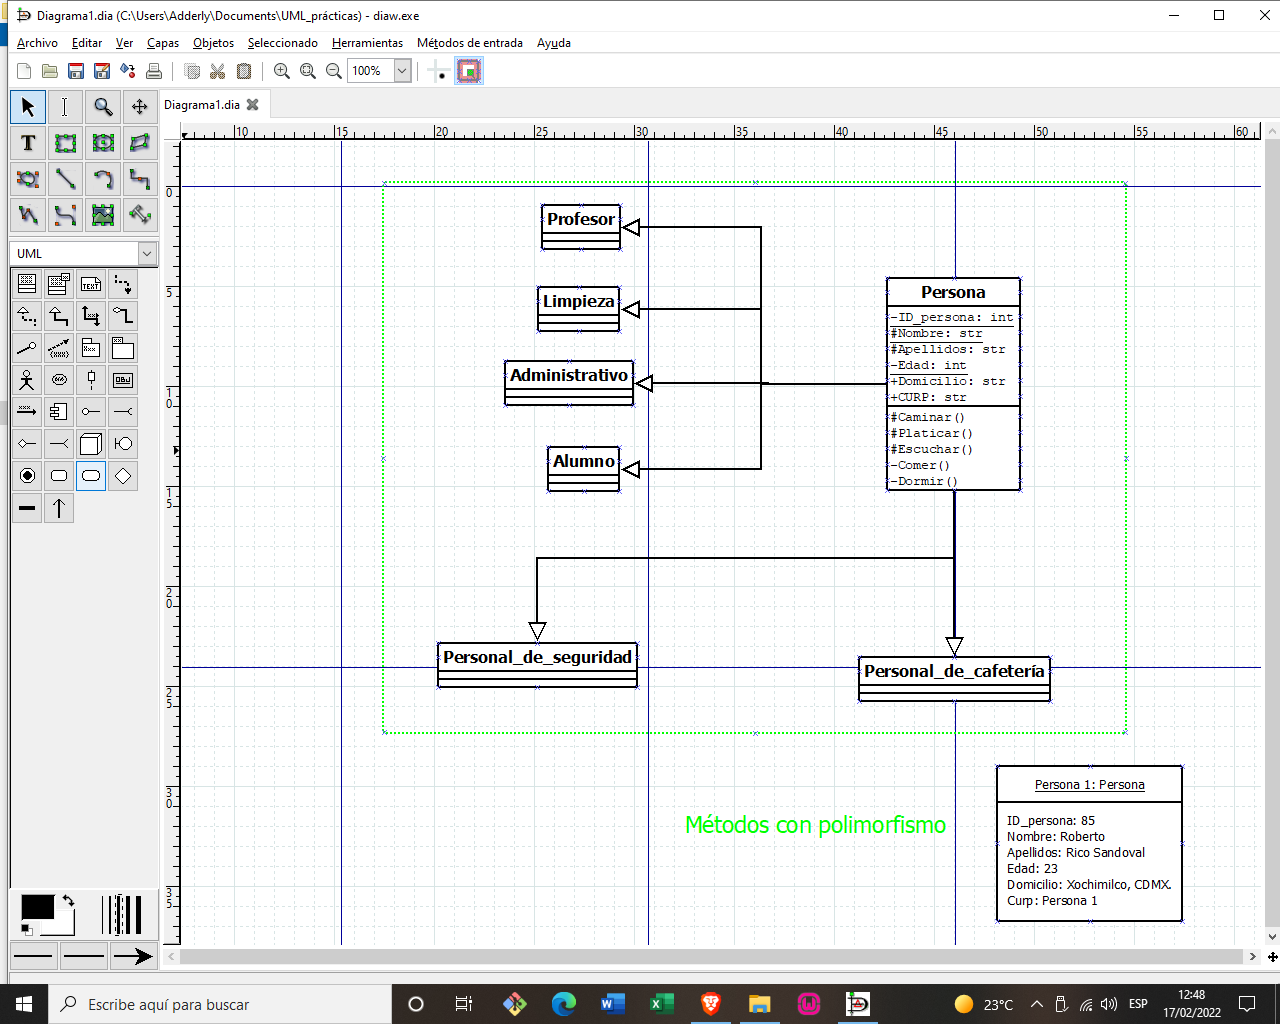 Diagrama1.dia (C:\Users\Adderly\Documents\UML_prácticas) - diaw.exe
Archivo Editar Ver Capas Objetos Seleccionado Herramientas Métodos de entrada Ayuda
100%
Diagrama1.dia
10 15 20 25 30 35 40 45 50 55 60
0
5
10
15
20
25
30
35
T
UML
TEXT
OBJ
Profesor
Limpieza
Administrativo
Alumno
Persona
-ID_persona: int
#Nombre: str
#Apellidos: str
-Edad: int
+Domicilio: str
+CURP: str
#Caminar()
#Platicar()
#Escuchar()
-Comer()
-Dormir()
Personal_de_seguridad
Personal_de_cafetería
Métodos con polimorfismo
Persona 1: Persona
ID_persona: 85
Nombre: Roberto
Apellidos: Rico Sandoval
Edad: 23
Domicilio: Xochimilco, CDMX.
Curp: Persona 1
Escribe aquí para buscar
23°C
ESP
12:48
17/02/2022